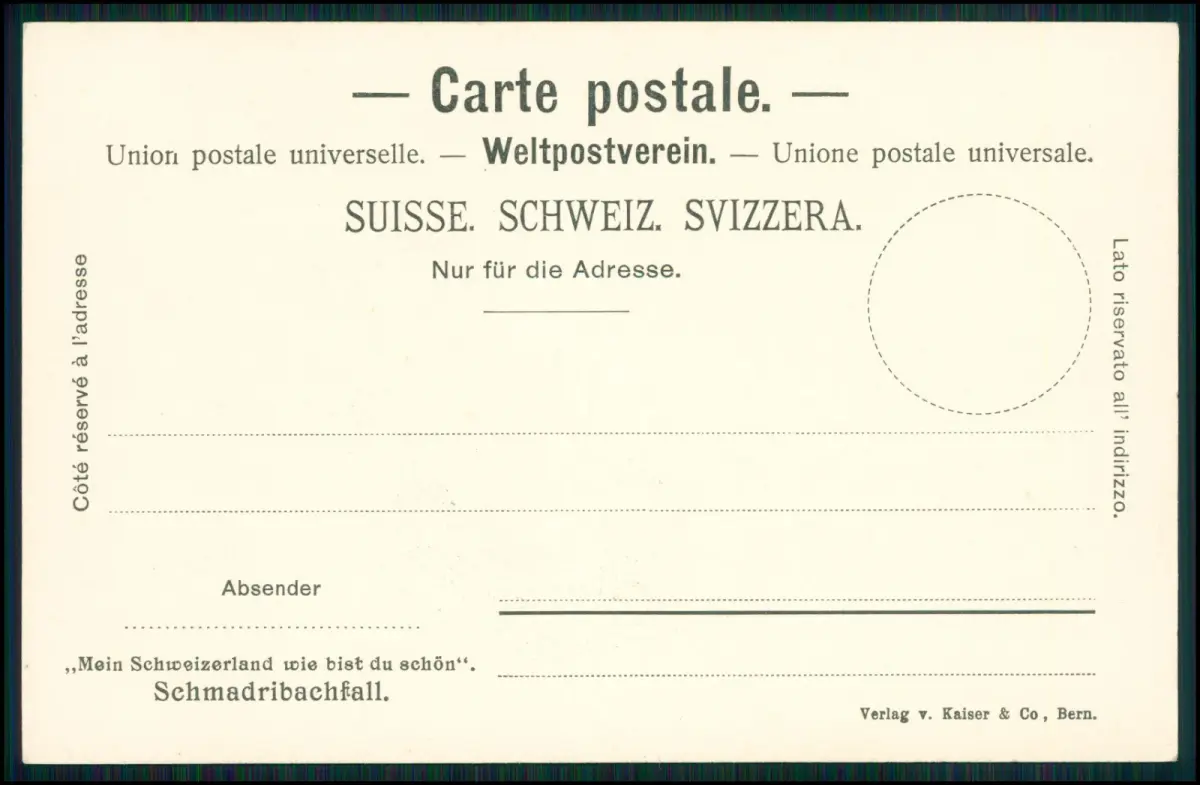 — Carte postale. —
Union postale universelle. — Weltpostverein. — Unione postale universale.
SUISSE. SCHWEIZ. SVIZZERA.
Nur für die Adresse.
Côté réservé à l'adresse
Lato riservato all' indirizzo.
Absender
„Mein Schweizerland wie bist du schön“.
Schmadribachfall.
Verlag v. Kaiser & Co, Bern.